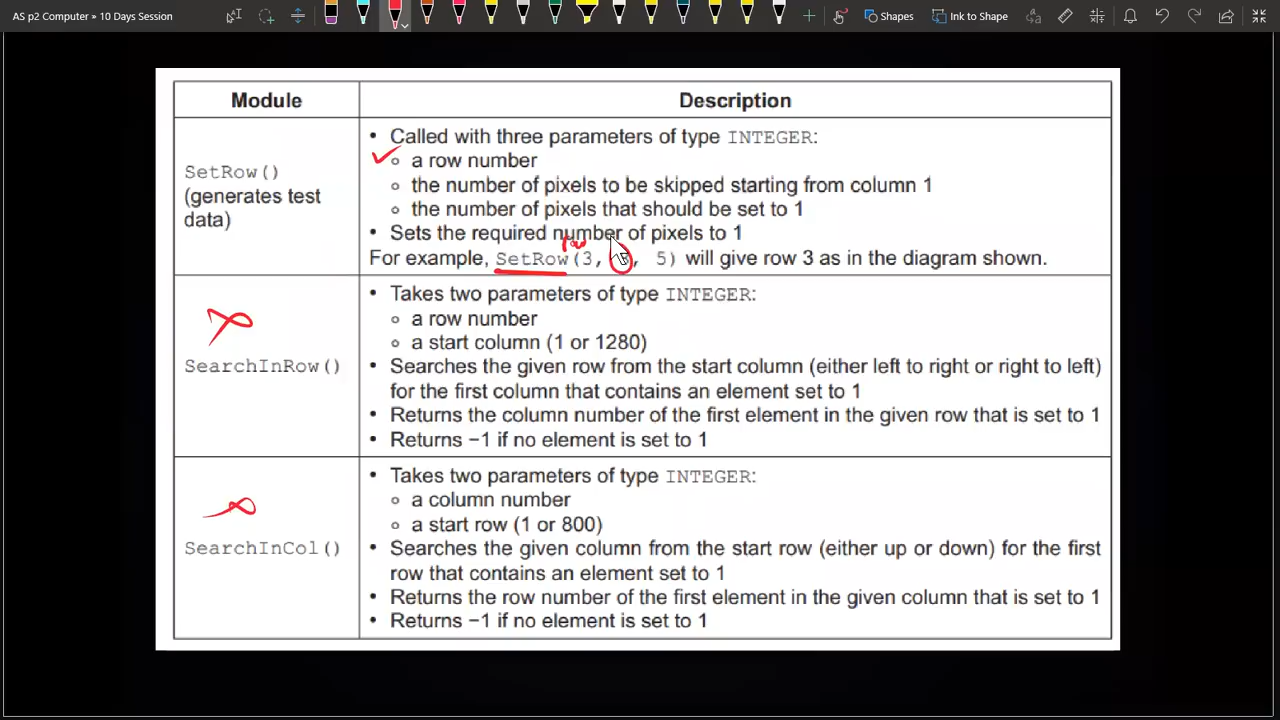 AS p2 Computer » 10 Days Session
Shapes
Ink to Shape
Module
Description
SetRow()
(generates test
data)
• Called with three parameters of type INTEGER:
○ a row number
○ the number of pixels to be skipped starting from column 1
○ the number of pixels that should be set to 1
• Sets the required number of pixels to 1
row
For example, SetRow(3, , 5) will give row 3 as in the diagram shown.
SearchInRow()
• Takes two parameters of type INTEGER:
○ a row number
○ a start column (1 or 1280)
• Searches the given row from the start column (either left to right or right to left)
for the first column that contains an element set to 1
• Returns the column number of the first element in the given row that is set to 1
• Returns −1 if no element is set to 1
SearchInCol()
• Takes two parameters of type INTEGER:
○ a column number
○ a start row (1 or 800)
• Searches the given column from the start row (either up or down) for the first
row that contains an element set to 1
• Returns the row number of the first element in the given column that is set to 1
• Returns −1 if no element is set to 1